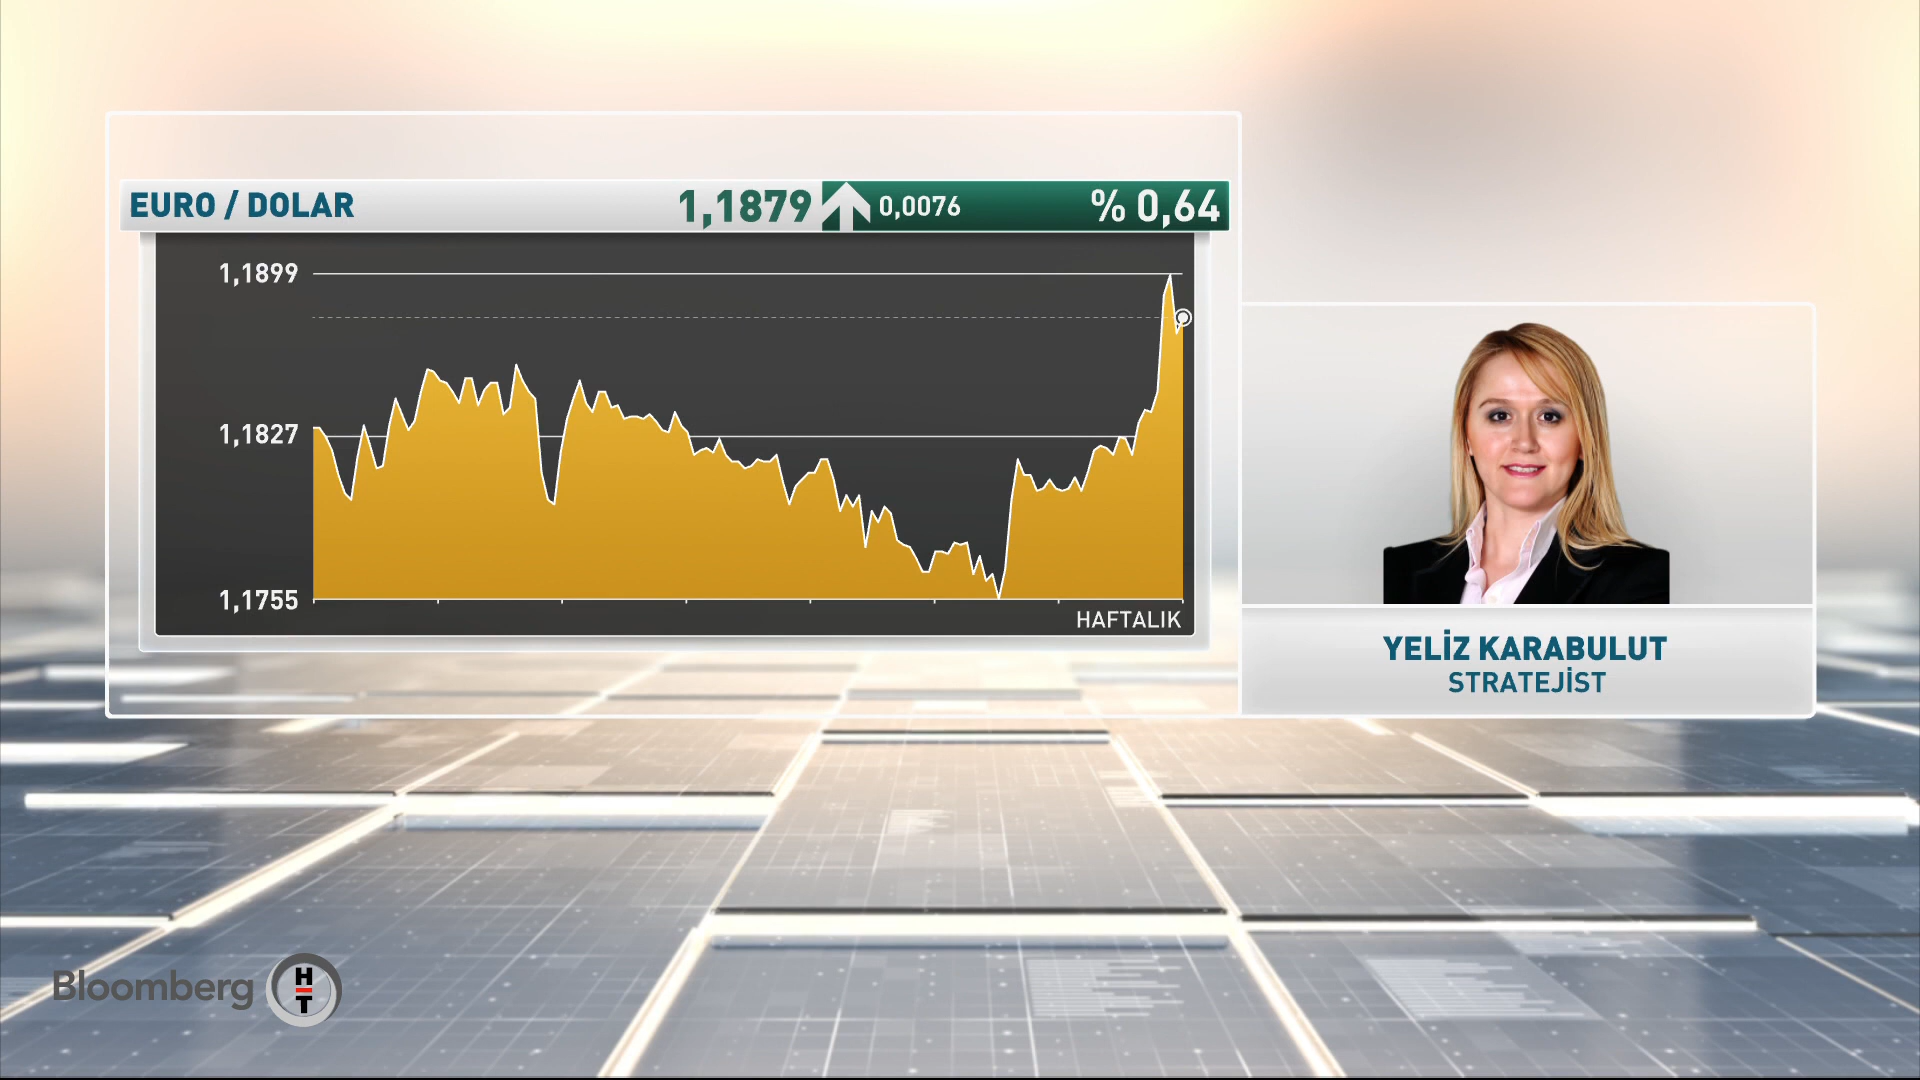 EURO / DOLAR 1,1879 0,0076 % 0,64
1,1899
1,1827
1,1755
HAFTALIK
YELİZ KARABULUT
STRATEJİST
Bloomberg HT